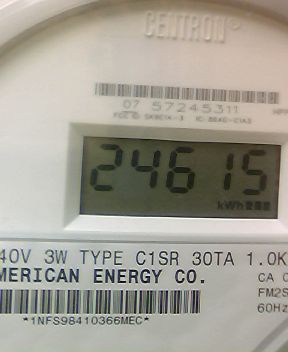 CENTRON®
07 57245311
24615
kWh
40V 3W TYPE C1SR 30TA 1.0K
MERICAN ENERGY CO.
CA
FM2S
60Hz
*1NFS98410366MEC*